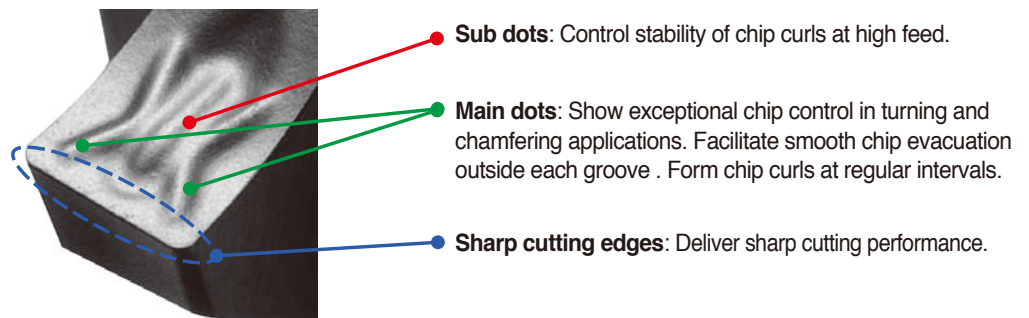 Sub dots: Control stability of chip curls at high feed.
Main dots: Show exceptional chip control in turning and
chamfering applications. Facilitate smooth chip evacuation
outside each groove . Form chip curls at regular intervals.
Sharp cutting edges: Deliver sharp cutting performance.